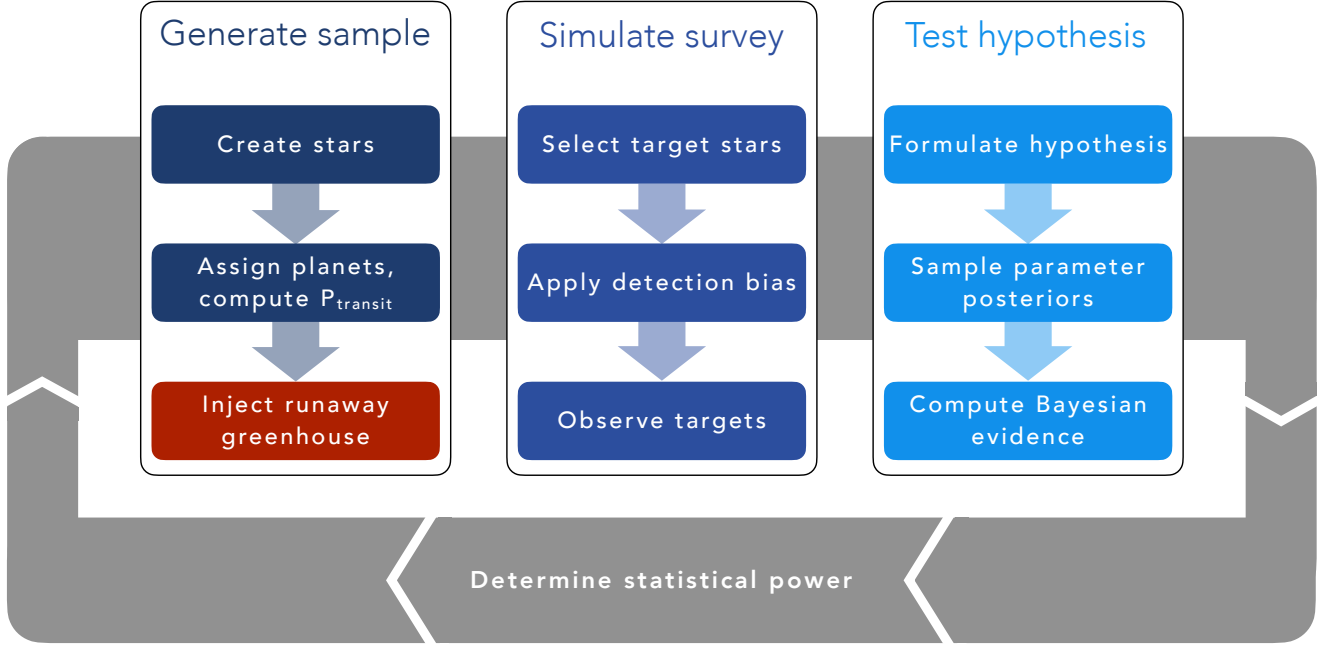 Generate sample
Create stars
Assign planets,
compute P_transit
Inject runaway
greenhouse
Simulate survey
Select target stars
Apply detection bias
Observe targets
Test hypothesis
Formulate hypothesis
Sample parameter
posteriors
Compute Bayesian
evidence
Determine statistical power